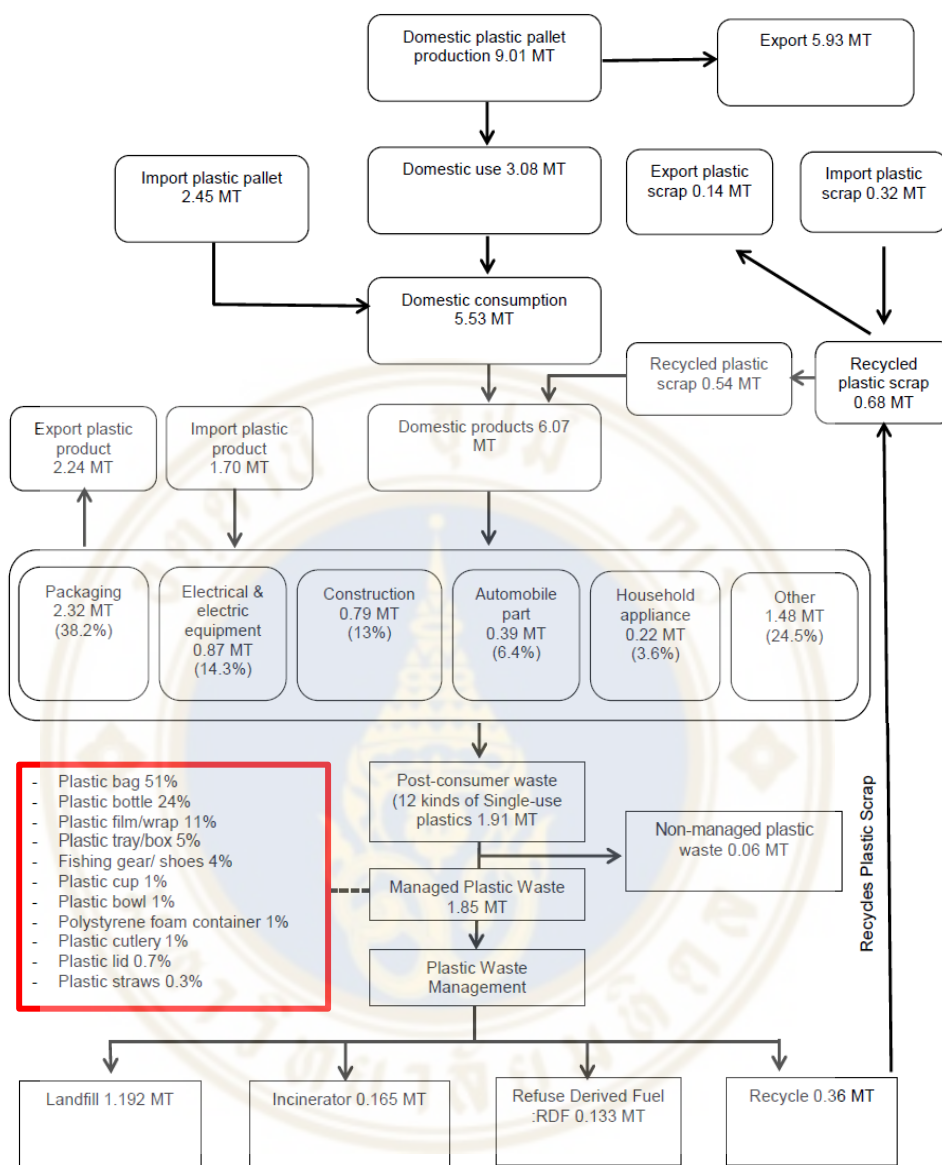 Domestic plastic pallet
production 9.01 MT
Export 5.93 MT
Import plastic pallet
2.45 MT
Domestic use 3.08 MT
Export plastic
scrap 0.14 MT
Import plastic
scrap 0.32 MT
Domestic consumption
5.53 MT
Recycled plastic
scrap 0.54 MT
Recycled
plastic scrap
0.68 MT
Export plastic
product
2.24 MT
Import plastic
product
1.70 MT
Domestic products 6.07
MT
Packaging
2.32 MT
(38.2%)
Electrical &
electric
equipment
0.87 MT
(14.3%)
Construction
0.79 MT
(13%)
Automobile
part
0.39 MT
(6.4%)
Household
appliance
0.22 MT
(3.6%)
Other
1.48 MT
(24.5%)
- Plastic bag 51%
- Plastic bottle 24%
- Plastic film/wrap 11%
- Plastic tray/box 5%
- Fishing gear/ shoes 4%
- Plastic cup 1%
- Plastic bowl 1%
- Polystyrene foam container 1%
- Plastic cutlery 1%
- Plastic lid 0.7%
- Plastic straws 0.3%
Post-consumer waste
(12 kinds of Single-use
plastics 1.91 MT
Non-managed plastic
waste 0.06 MT
Managed Plastic Waste
1.85 MT
Plastic Waste
Management
Recycles Plastic Scrap
Landfill 1.192 MT
Incinerator 0.165 MT
Refuse Derived Fuel
:RDF 0.133 MT
Recycle 0.36 MT